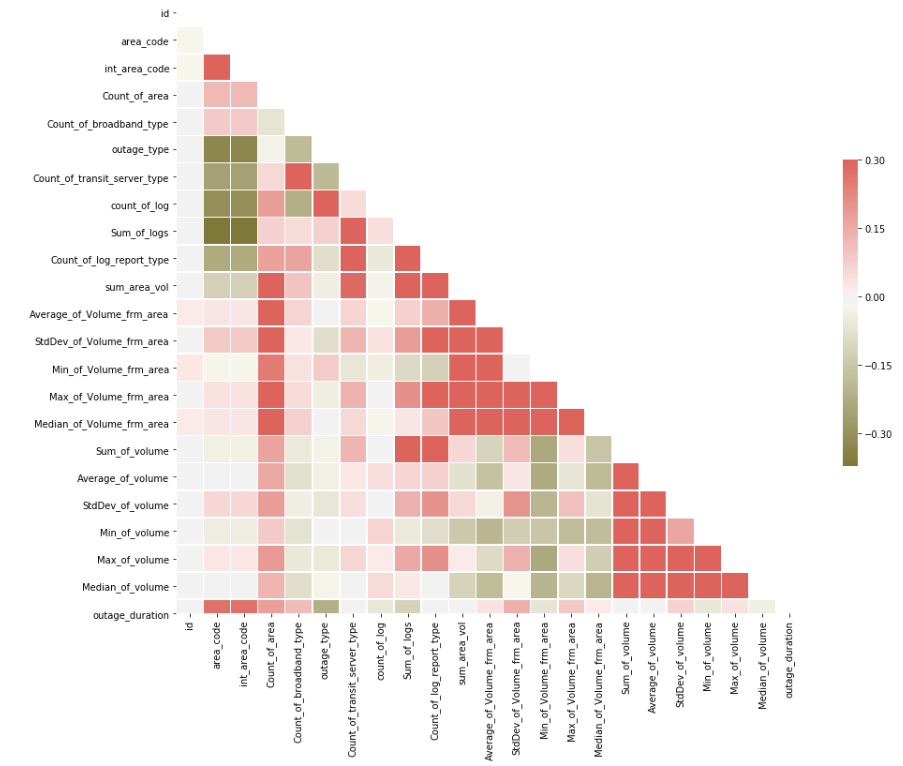 id
area_code
int_area_code
Count_of_area
Count_of_broadband_type
outage_type
Count_of_transit_server_type
count_of_log
Sum_of_logs
Count_of_log_report_type
sum_area_vol
Average_of_Volume_frm_area
StdDev_of_Volume_frm_area
Min_of_Volume_frm_area
Max_of_Volume_frm_area
Median_of_Volume_frm_area
Sum_of_volume
Average_of_volume
StdDev_of_volume
Min_of_volume
Max_of_volume
Median_of_volume
outage_duration
id
area_code
int_area_code
Count_of_area
Count_of_broadband_type
outage_type
Count_of_transit_server_type
count_of_log
Sum_of_logs
Count_of_log_report_type
sum_area_vol
Average_of_Volume_frm_area
StdDev_of_Volume_frm_area
Min_of_Volume_frm_area
Max_of_Volume_frm_area
Median_of_Volume_frm_area
Sum_of_volume
Average_of_volume
StdDev_of_volume
Min_of_volume
Max_of_volume
Median_of_volume
outage_duration
0.30
0.15
0.00
−0.15
−0.30